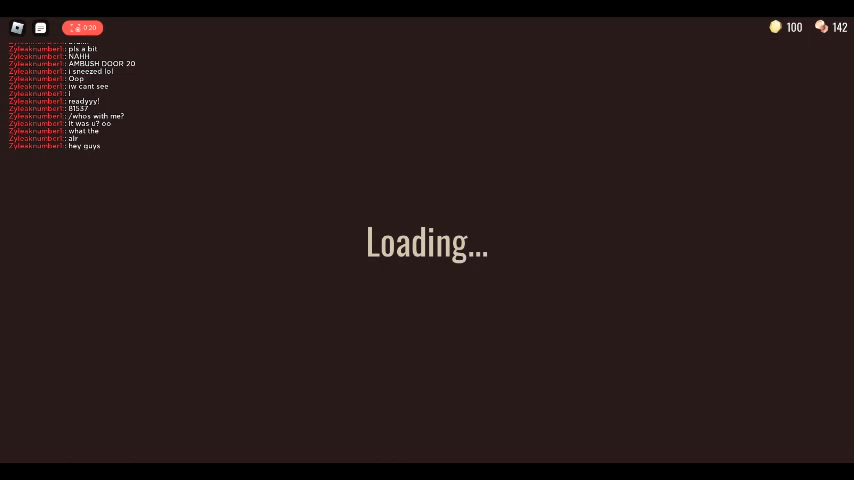 0:20
100
142
Zyleaknumber1: pls a bit
Zyleaknumber1: NAHH
Zyleaknumber1: AMBUSH DOOR 20
Zyleaknumber1: i sneezed lol
Zyleaknumber1: Oop
Zyleaknumber1: iw cant see
Zyleaknumber1: i
Zyleaknumber1: readyyy!
Zyleaknumber1: 81537
Zyleaknumber1: /whos with me?
Zyleaknumber1: it was u? oo
Zyleaknumber1: what the
Zyleaknumber1: alr
Zyleaknumber1: hey guys
Loading...